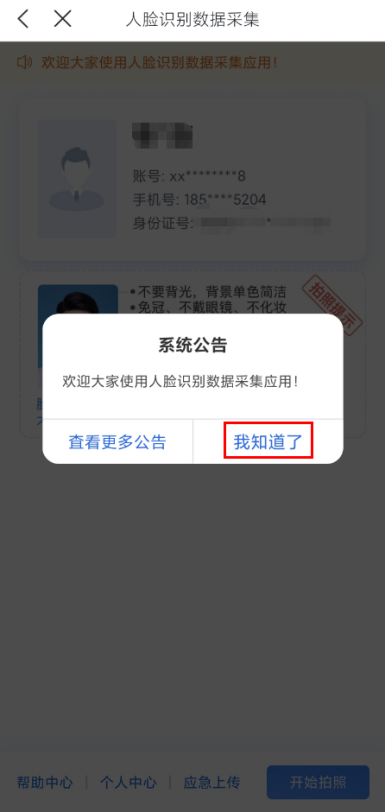 人脸识别数据采集
欢迎大家使用人脸识别数据采集应用！
账号: xx********8
手机号: 185****5204
身份证号:
•不要背光，背景单色简洁
•免冠、不戴眼镜、不化妆
拍照提示
系统公告
欢迎大家使用人脸识别数据采集应用！
查看更多公告
我知道了
帮助中心 | 个人中心 | 应急上传
开始拍照